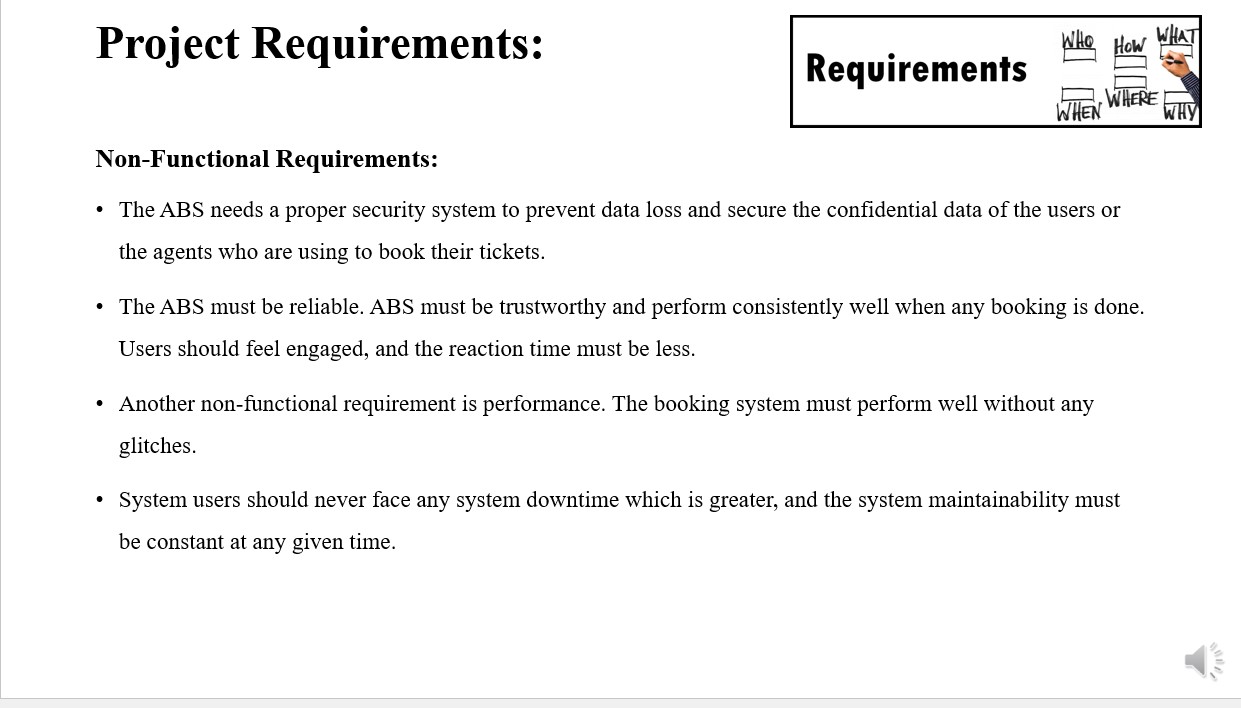 Project Requirements:
Requirements
WHO
HOW
WHAT
WHEN
WHERE
WHY
Non-Functional Requirements:
• The ABS needs a proper security system to prevent data loss and secure the confidential data of the users or
the agents who are using to book their tickets.
• The ABS must be reliable. ABS must be trustworthy and perform consistently well when any booking is done.
Users should feel engaged, and the reaction time must be less.
• Another non-functional requirement is performance. The booking system must perform well without any
glitches.
• System users should never face any system downtime which is greater, and the system maintainability must
be constant at any given time.